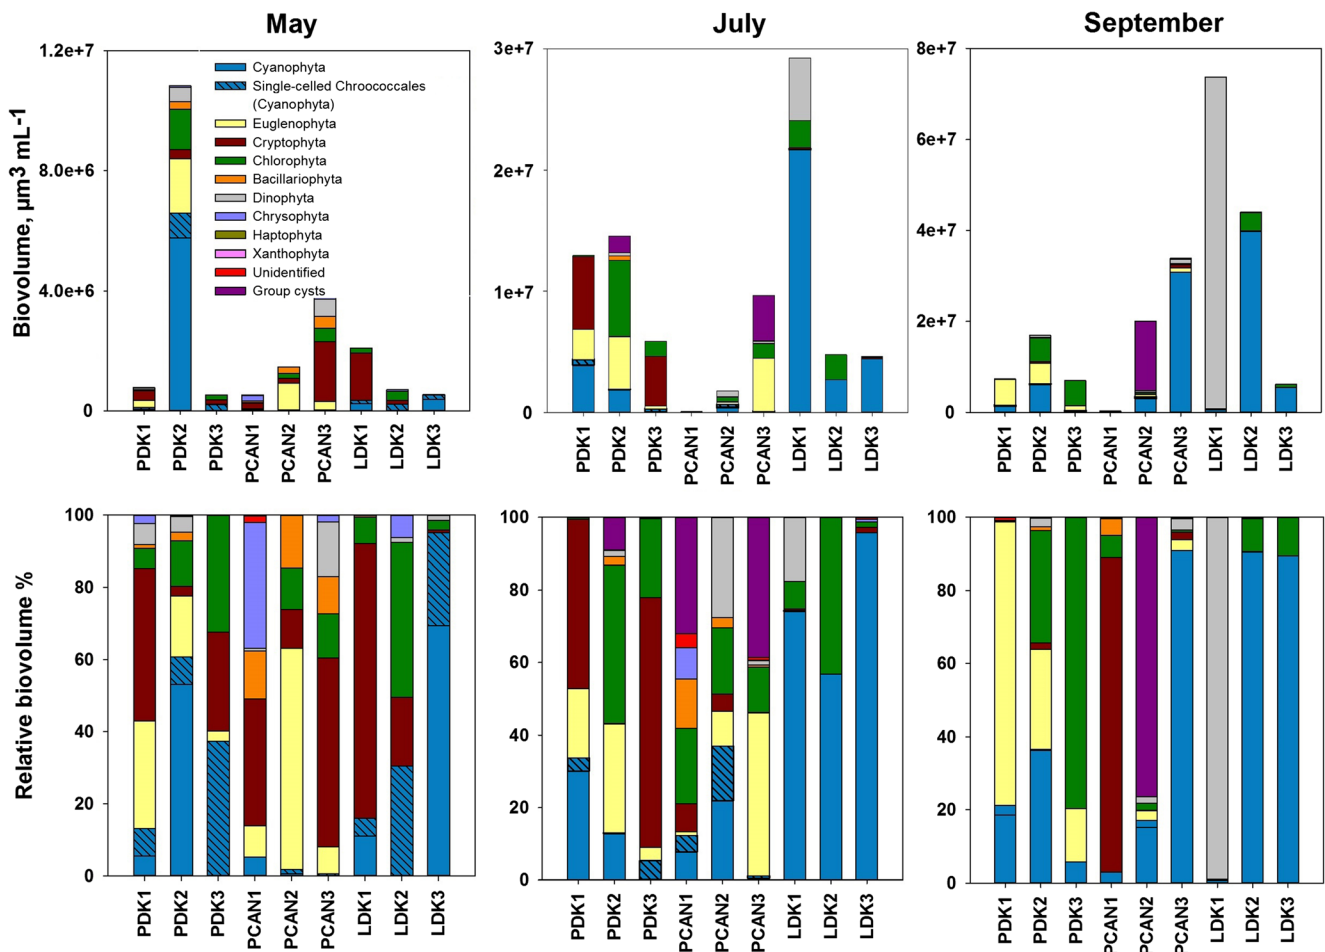 May
July
September
Biovolume, µm³ mL-1
1.2e+7
8.0e+6
4.0e+6
0
Cyanophyta
Single-celled Chroococcales
(Cyanophyta)
Euglenophyta
Cryptophyta
Chlorophyta
Bacillariophyta
Dinophyta
Chrysophyta
Haptophyta
Xanthophyta
Unidentified
Group cysts
PDK1
PDK2
PDK3
PCAN1
PCAN2
PCAN3
LDK1
LDK2
LDK3
3e+7
2e+7
1e+7
0
PDK1
PDK2
PDK3
PCAN1
PCAN2
PCAN3
LDK1
LDK2
LDK3
8e+7
6e+7
4e+7
2e+7
0
PDK1
PDK2
PDK3
PCAN1
PCAN2
PCAN3
LDK1
LDK2
LDK3
Relative biovolume %
100
80
60
40
20
0
PDK1
PDK2
PDK3
PCAN1
PCAN2
PCAN3
LDK1
LDK2
LDK3
100
80
60
40
20
0
PDK1
PDK2
PDK3
PCAN1
PCAN2
PCAN3
LDK1
LDK2
LDK3
100
80
60
40
20
0
PDK1
PDK2
PDK3
PCAN1
PCAN2
PCAN3
LDK1
LDK2
LDK3